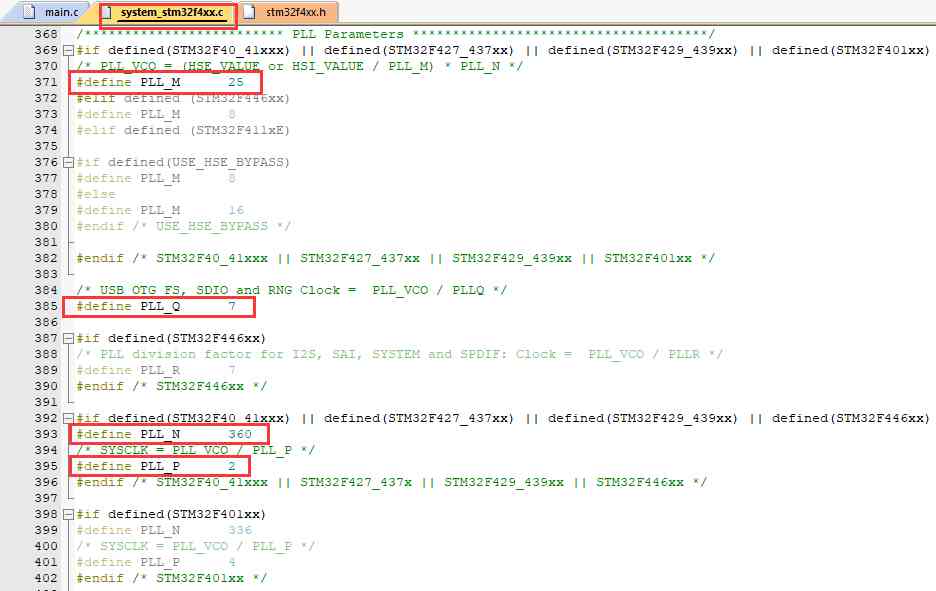 main.c system_stm32f4xx.c stm32f4xx.h
368 /************************* PLL Parameters *************************************/
369 #if defined(STM32F40_41xxx) || defined(STM32F427_437xx) || defined(STM32F429_439xx) || defined(STM32F401xx)
370 /* PLL_VCO = (HSE_VALUE or HSI_VALUE / PLL_M) * PLL_N */
371 #define PLL_M      25
372 #elif defined (STM32F446xx)
373 #define PLL_M      8
374 #elif defined (STM32F411xE)
375
376 #if defined(USE_HSE_BYPASS)
377 #define PLL_M      8
378 #else
379 #define PLL_M      16
380 #endif /* USE_HSE_BYPASS */
381
382 #endif /* STM32F40_41xxx || STM32F427_437xx || STM32F429_439xx || STM32F401xx */
383
384 /* USB OTG FS, SDIO and RNG Clock =  PLL_VCO / PLLQ */
385 #define PLL_Q      7
386
387 #if defined(STM32F446xx)
388 /* PLL division factor for I2S, SAI, SYSTEM and SPDIF: Clock =  PLL_VCO / PLLR */
389 #define PLL_R      7
390 #endif /* STM32F446xx */
391
392 #if defined(STM32F40_41xxx) || defined(STM32F427_437xx) || defined(STM32F429_439xx) || defined(STM32F446xx)
393 #define PLL_N      360
394 /* SYSCLK = PLL_VCO / PLL_P */
395 #define PLL_P      2
396 #endif /* STM32F40_41xxx || STM32F427_437x || STM32F429_439xx || STM32F446xx */
397
398 #if defined(STM32F401xx)
399 #define PLL_N      336
400 /* SYSCLK = PLL_VCO / PLL_P */
401 #define PLL_P      4
402 #endif /* STM32F401xx */